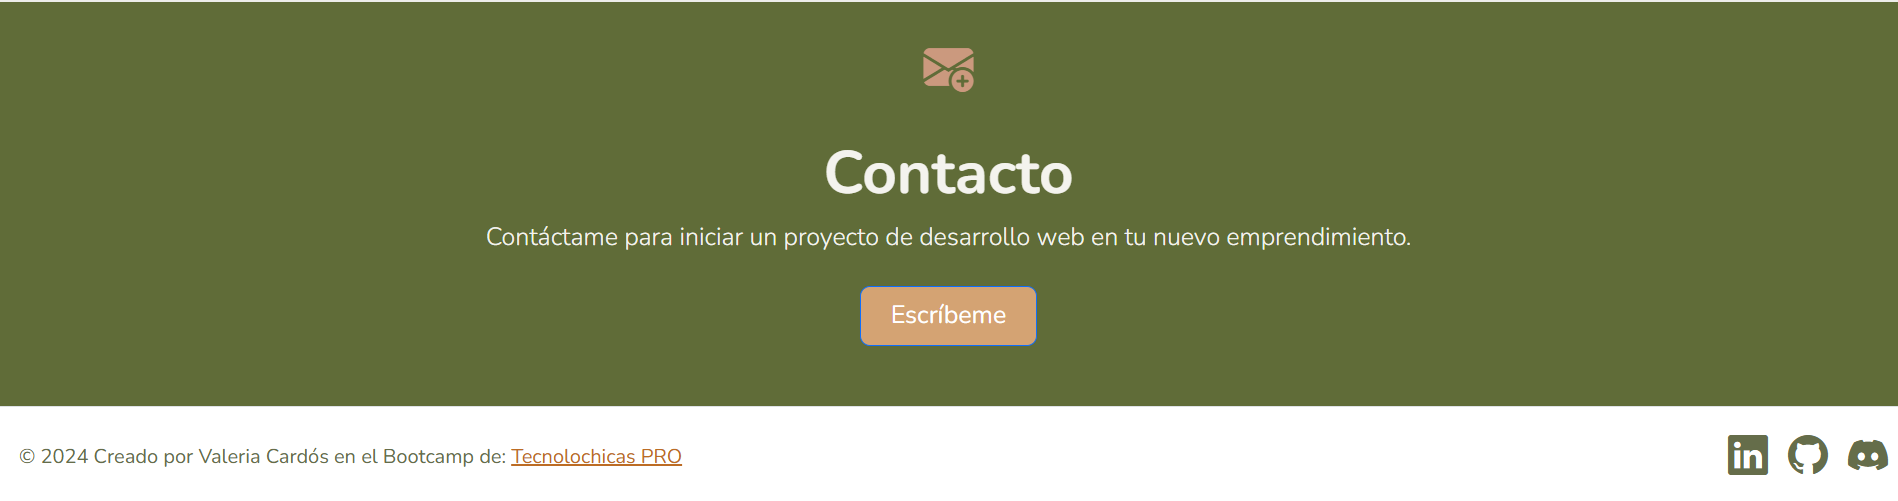 Contacto
Contáctame para iniciar un proyecto de desarrollo web en tu nuevo emprendimiento.
Escríbeme
© 2024 Creado por Valeria Cardós en el Bootcamp de: Tecnolochicas PRO
in